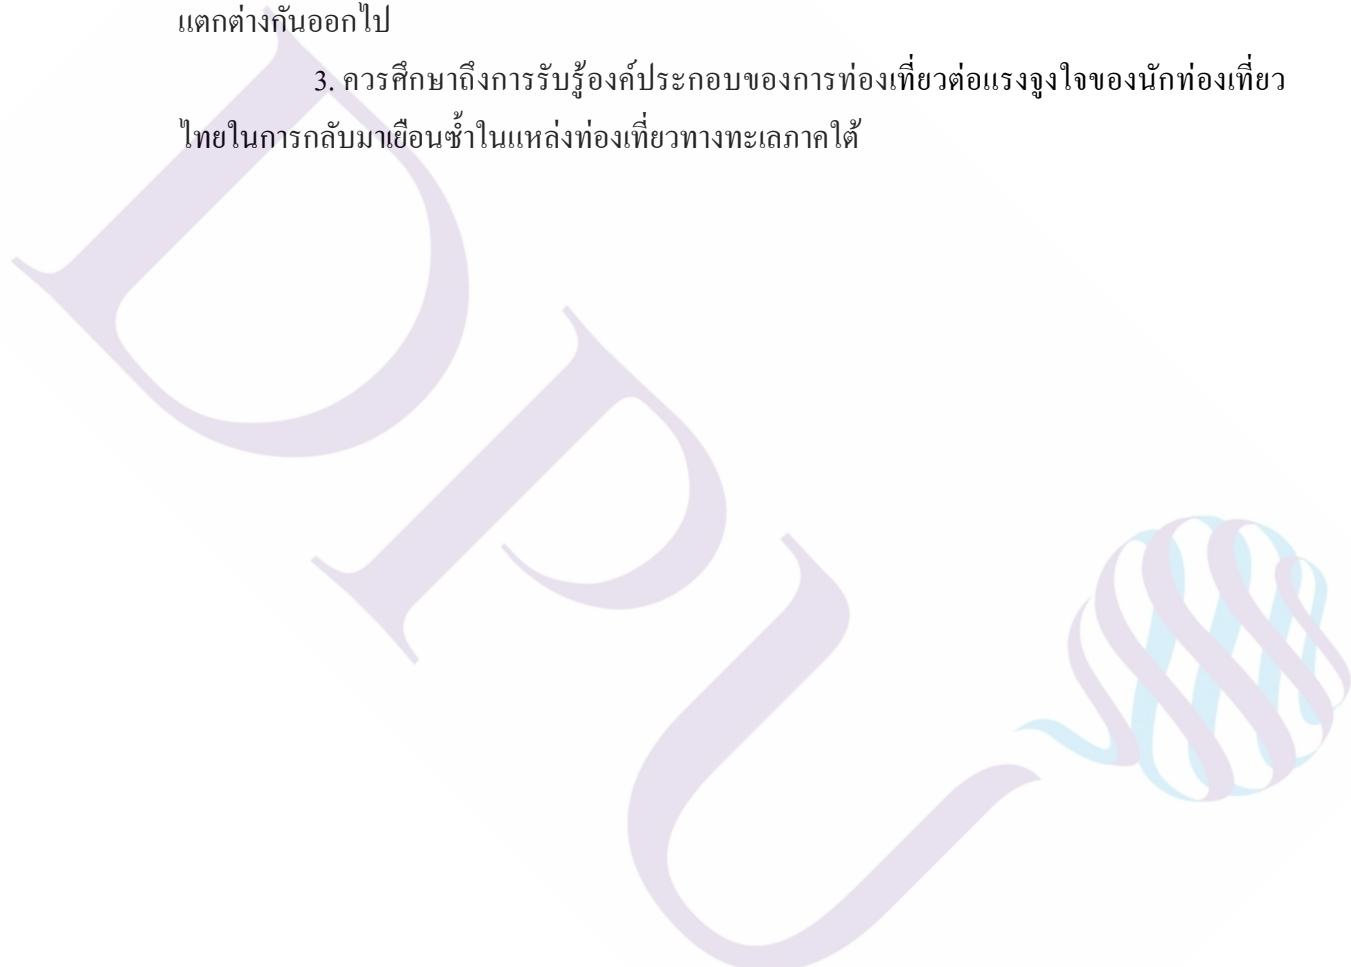 แตกต่างกันออกไป
3. ควรศึกษาถึงการรับรู้องค์ประกอบของการท่องเที่ยวต่อแรงจูงใจของนักท่องเที่ยว
ไทยในการกลับมาเยือนซ้ำในแหล่งท่องเที่ยวทางทะเลภาคใต้
DPU